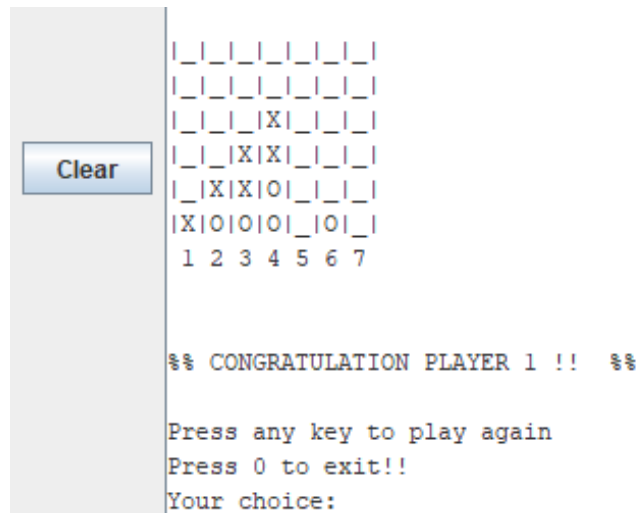 |_|_|_|_|_|_|_|
|_|_|_|_|_|_|_|
|_|_|_|X|_|_|_|
Clear
|_|_|X|X|_|_|_|
|_|X|X|O|_|_|_|
|X|O|O|O|_|O|_|
1 2 3 4 5 6 7
%% CONGRATULATION PLAYER 1 !!  %%
Press any key to play again
Press 0 to exit!!
Your choice: